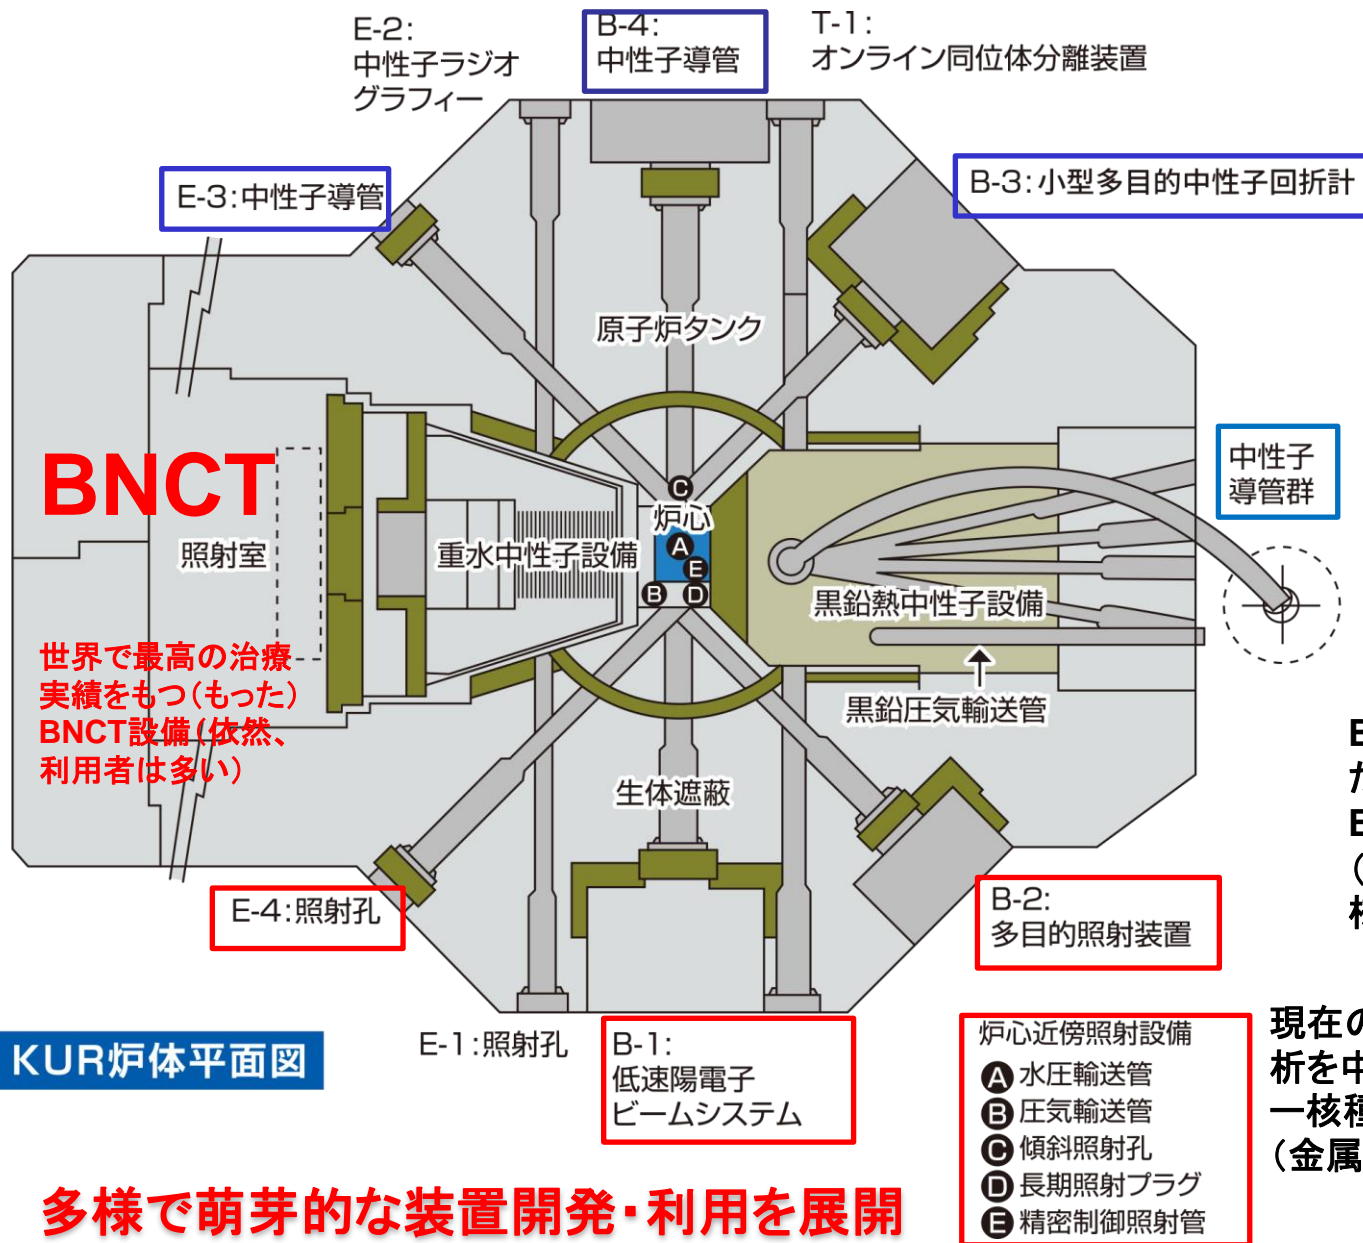 E-2:
中性子ラジオ
グラフィー
B-4:
中性子導管
T-1:
オンライン同位体分離装置
E-3:中性子導管
B-3:小型多目的中性子回折計
原子炉タンク
中性子
導管群
BNCT
照射室
重水中性子設備
C
炉心
A
E
B
D
黒鉛熱中性子設備
黒鉛圧気輸送管
世界で最高の治療
実績をもつ(もった)
BNCT設備(依然、
利用者は多い)
生体遮蔽
E-4:照射孔
B-2:
多目的照射装置
E-1:照射孔
B-1:
低速陽電子
ビームシステム
KUR炉体平面図
炉心近傍照射設備
A 水圧輸送管
B 圧気輸送管
C 傾斜照射孔
D 長期照射プラグ
E 精密制御照射管
現在の
析を中
一核種
(金属
多様で萌芽的な装置開発・利用を展開